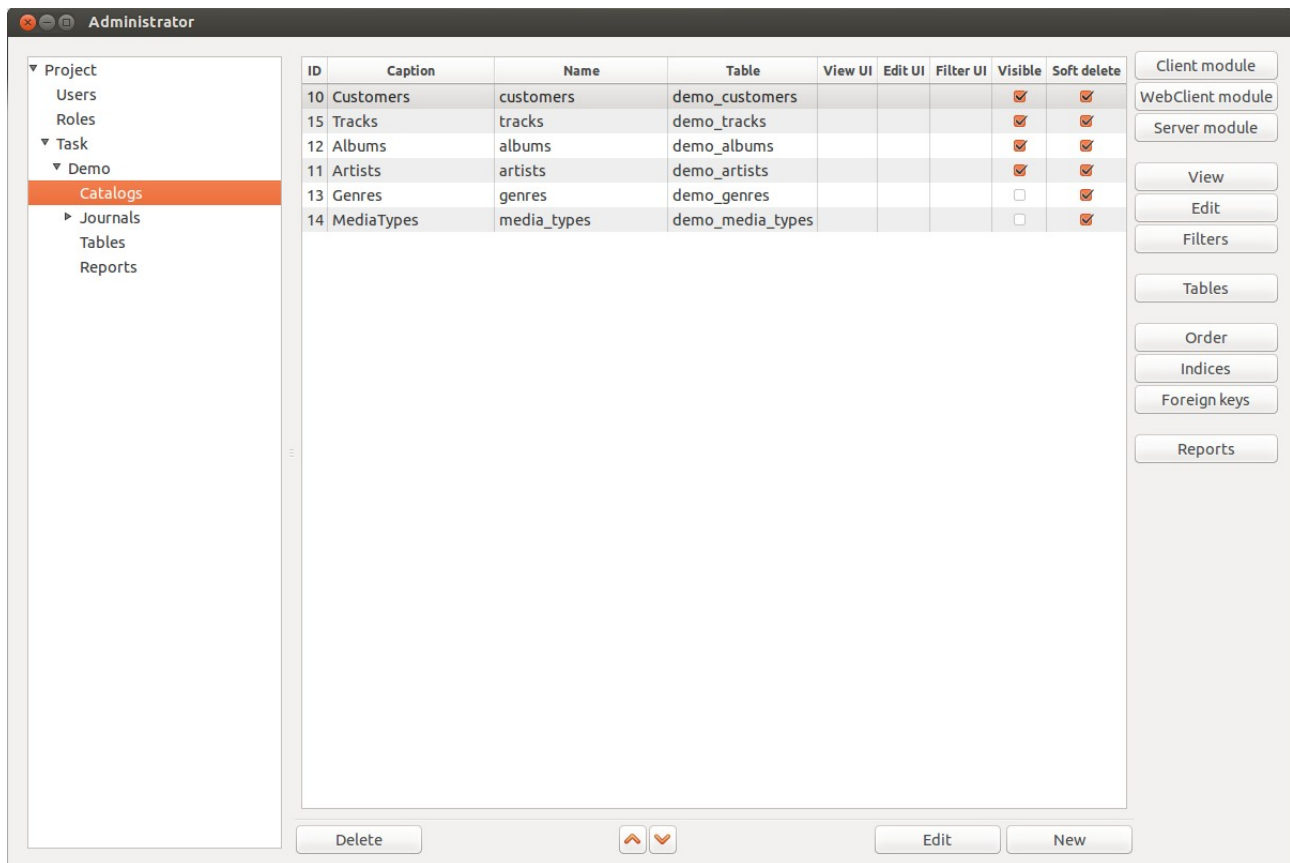 Administrator
Project
Users
Roles
Task
Demo
Catalogs
Journals
Tables
Reports
ID Caption Name Table View UI Edit UI Filter UI Visible Soft delete
10 Customers customers demo_customers
15 Tracks tracks demo_tracks
12 Albums albums demo_albums
11 Artists artists demo_artists
13 Genres genres demo_genres
14 MediaTypes media_types demo_media_types
Client module
WebClient module
Server module
View
Edit
Filters
Tables
Order
Indices
Foreign keys
Reports
Delete Edit New